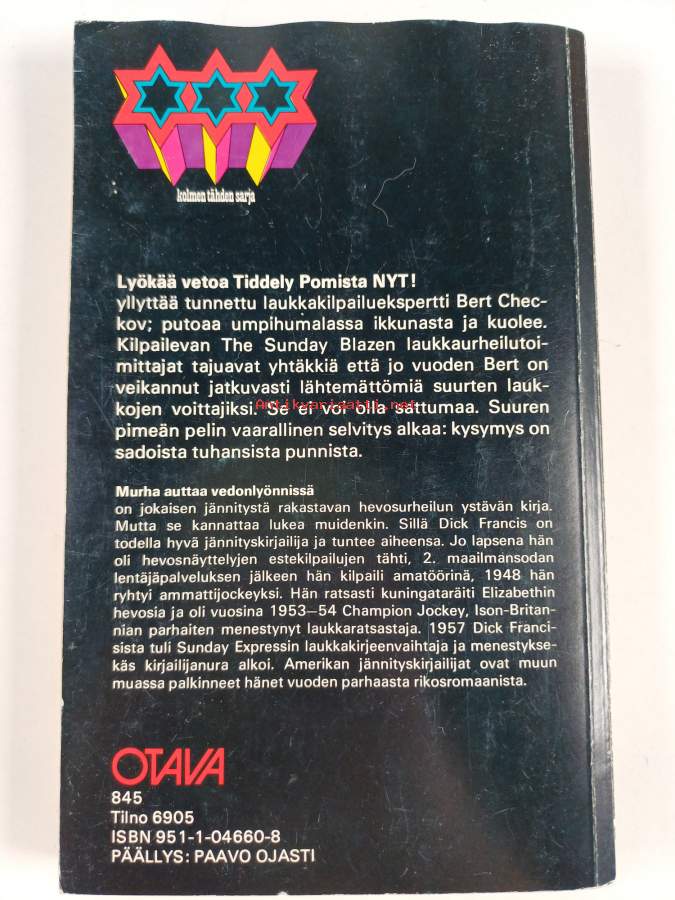 kolmen tähden sarja
Lyökää vetoa Tiddely Pomista NYT!
yllyttää tunnettu laukkakilpailuekspertti Bert Chec-
kov; putoaa umpihumalassa ikkunasta ja kuolee.
Kilpailevan The Sunday Blazen laukkaurheilutoi-
mittajat tajuavat yhtäkkiä että jo vuoden Bert on
veikannut jatkuvasti lähtemättömiä suurten lauk-
kojen voittajiksi. Se ei voi olla sattumaa. Suuren
Antikvariaatti.net
pimeän pelin vaarallinen selvitys alkaa: kysymys on
sadoista tuhansista punnista.
Murha auttaa vedonlyönnissä
on jokaisen jännitystä rakastavan hevosurheilun ystävän kirja.
Mutta se kannattaa lukea muidenkin. Sillä Dick Francis on
todella hyvä jännityskirjailija ja tuntee aiheensa. Jo lapsena hän
oli hevosnäyttelyjen estekilpailujen tähti, 2. maailmansodan
lentäjäpalveluksen jälkeen hän kilpaili amatöörinä, 1948 hän
ryhtyi ammattijockeyksi. Hän ratsasti kuningataräiti Elizabethin
hevosia ja oli vuosina 1953–54 Champion Jockey, Ison-Britan-
nian parhaiten menestynyt laukkaratsastaja. 1957 Dick Franci-
sista tuli Sunday Expressin laukkakirjeenvaihtaja ja menestykse-
käs kirjailijanura alkoi. Amerikan jännityskirjailijat ovat muun
muassa palkinneet hänet vuoden parhaasta rikosromaanista.
OTAVA
845
Tilno 6905
ISBN 951-1-04660-8
PÄÄLLYS: PAAVO OJASTI